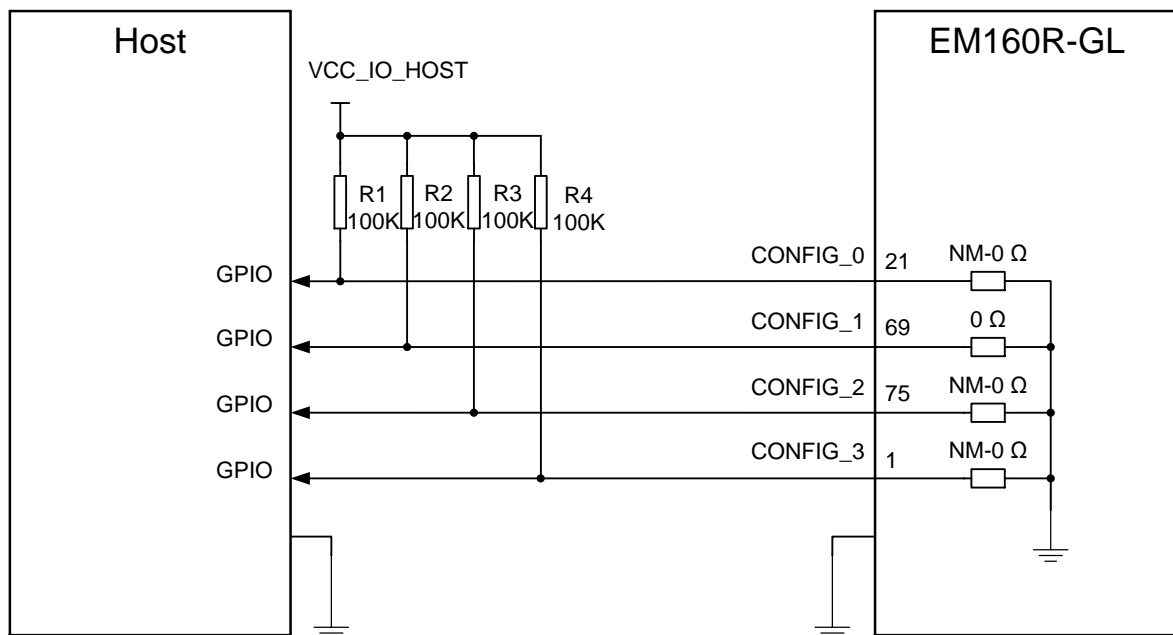 Host
EM160R-GL
VCC_IO_HOST
R1
100K
R2
100K
R3
100K
R4
100K
GPIO
CONFIG_0
21
NM-0 Ω
GPIO
CONFIG_1
69
0 Ω
GPIO
CONFIG_2
75
NM-0 Ω
GPIO
CONFIG_3
1
NM-0 Ω